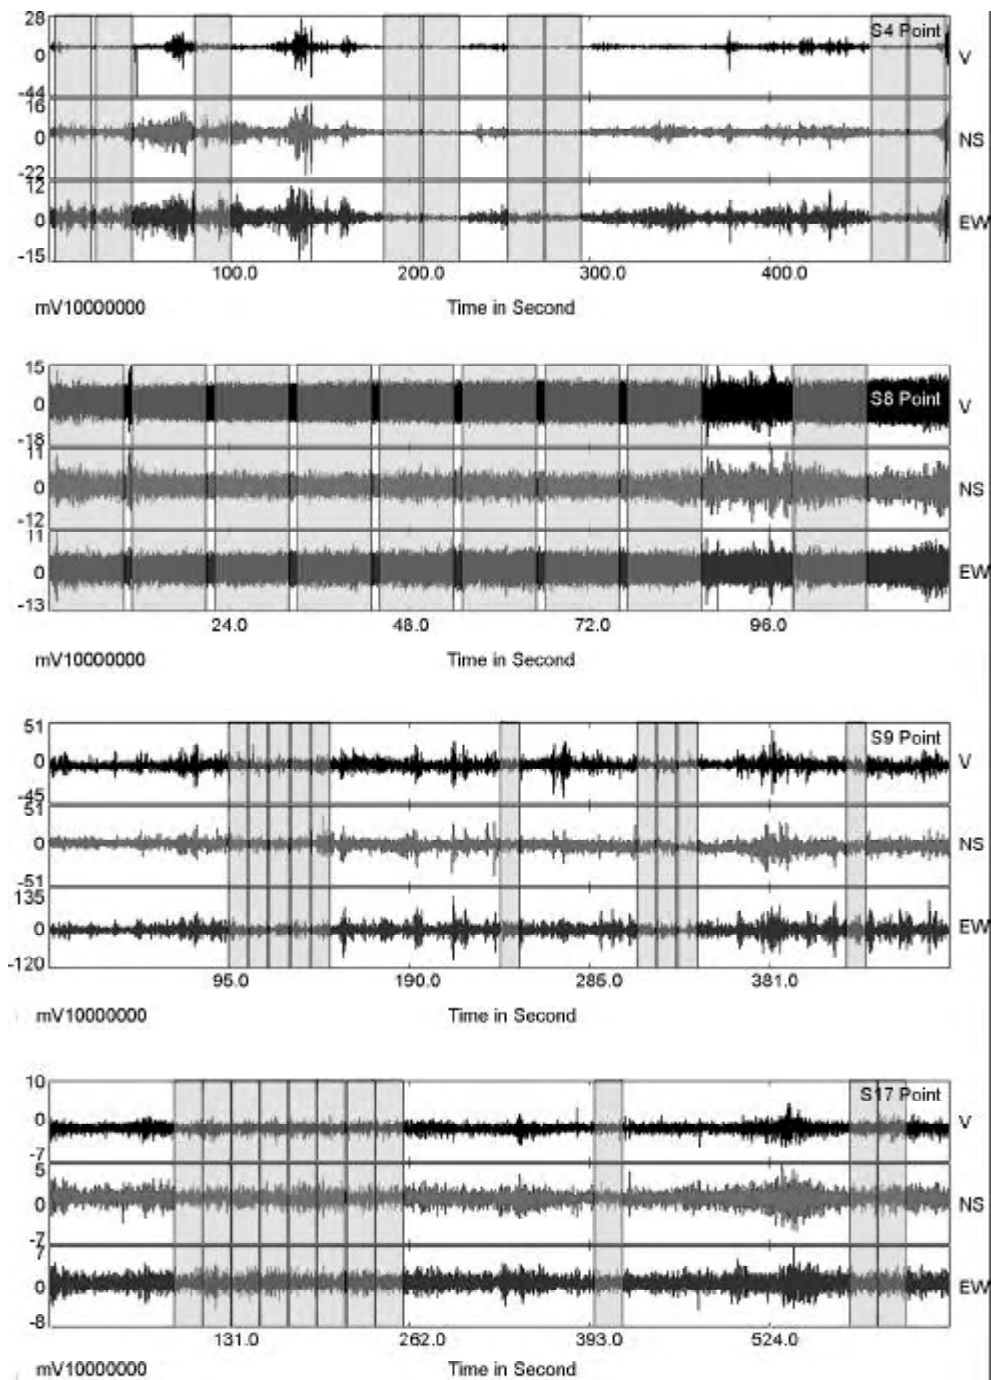 28
S4 Point
0
V
-44
16
0
NS
-22
12
0
EW
-15
100.0 200.0 300.0 400.0
mV10000000 Time in Second
15
S8 Point
0
V
-18
11
0
NS
-12
11
0
EW
-13
24.0 48.0 72.0 96.0
mV10000000 Time in Second
51
S9 Point
0
V
-45
51
0
NS
-51
135
0
EW
-120
95.0 190.0 285.0 381.0
mV10000000 Time in Second
10
S17 Point
0
V
-7
5
0
NS
-7
7
0
EW
-8
131.0 262.0 393.0 524.0
mV10000000 Time in Second